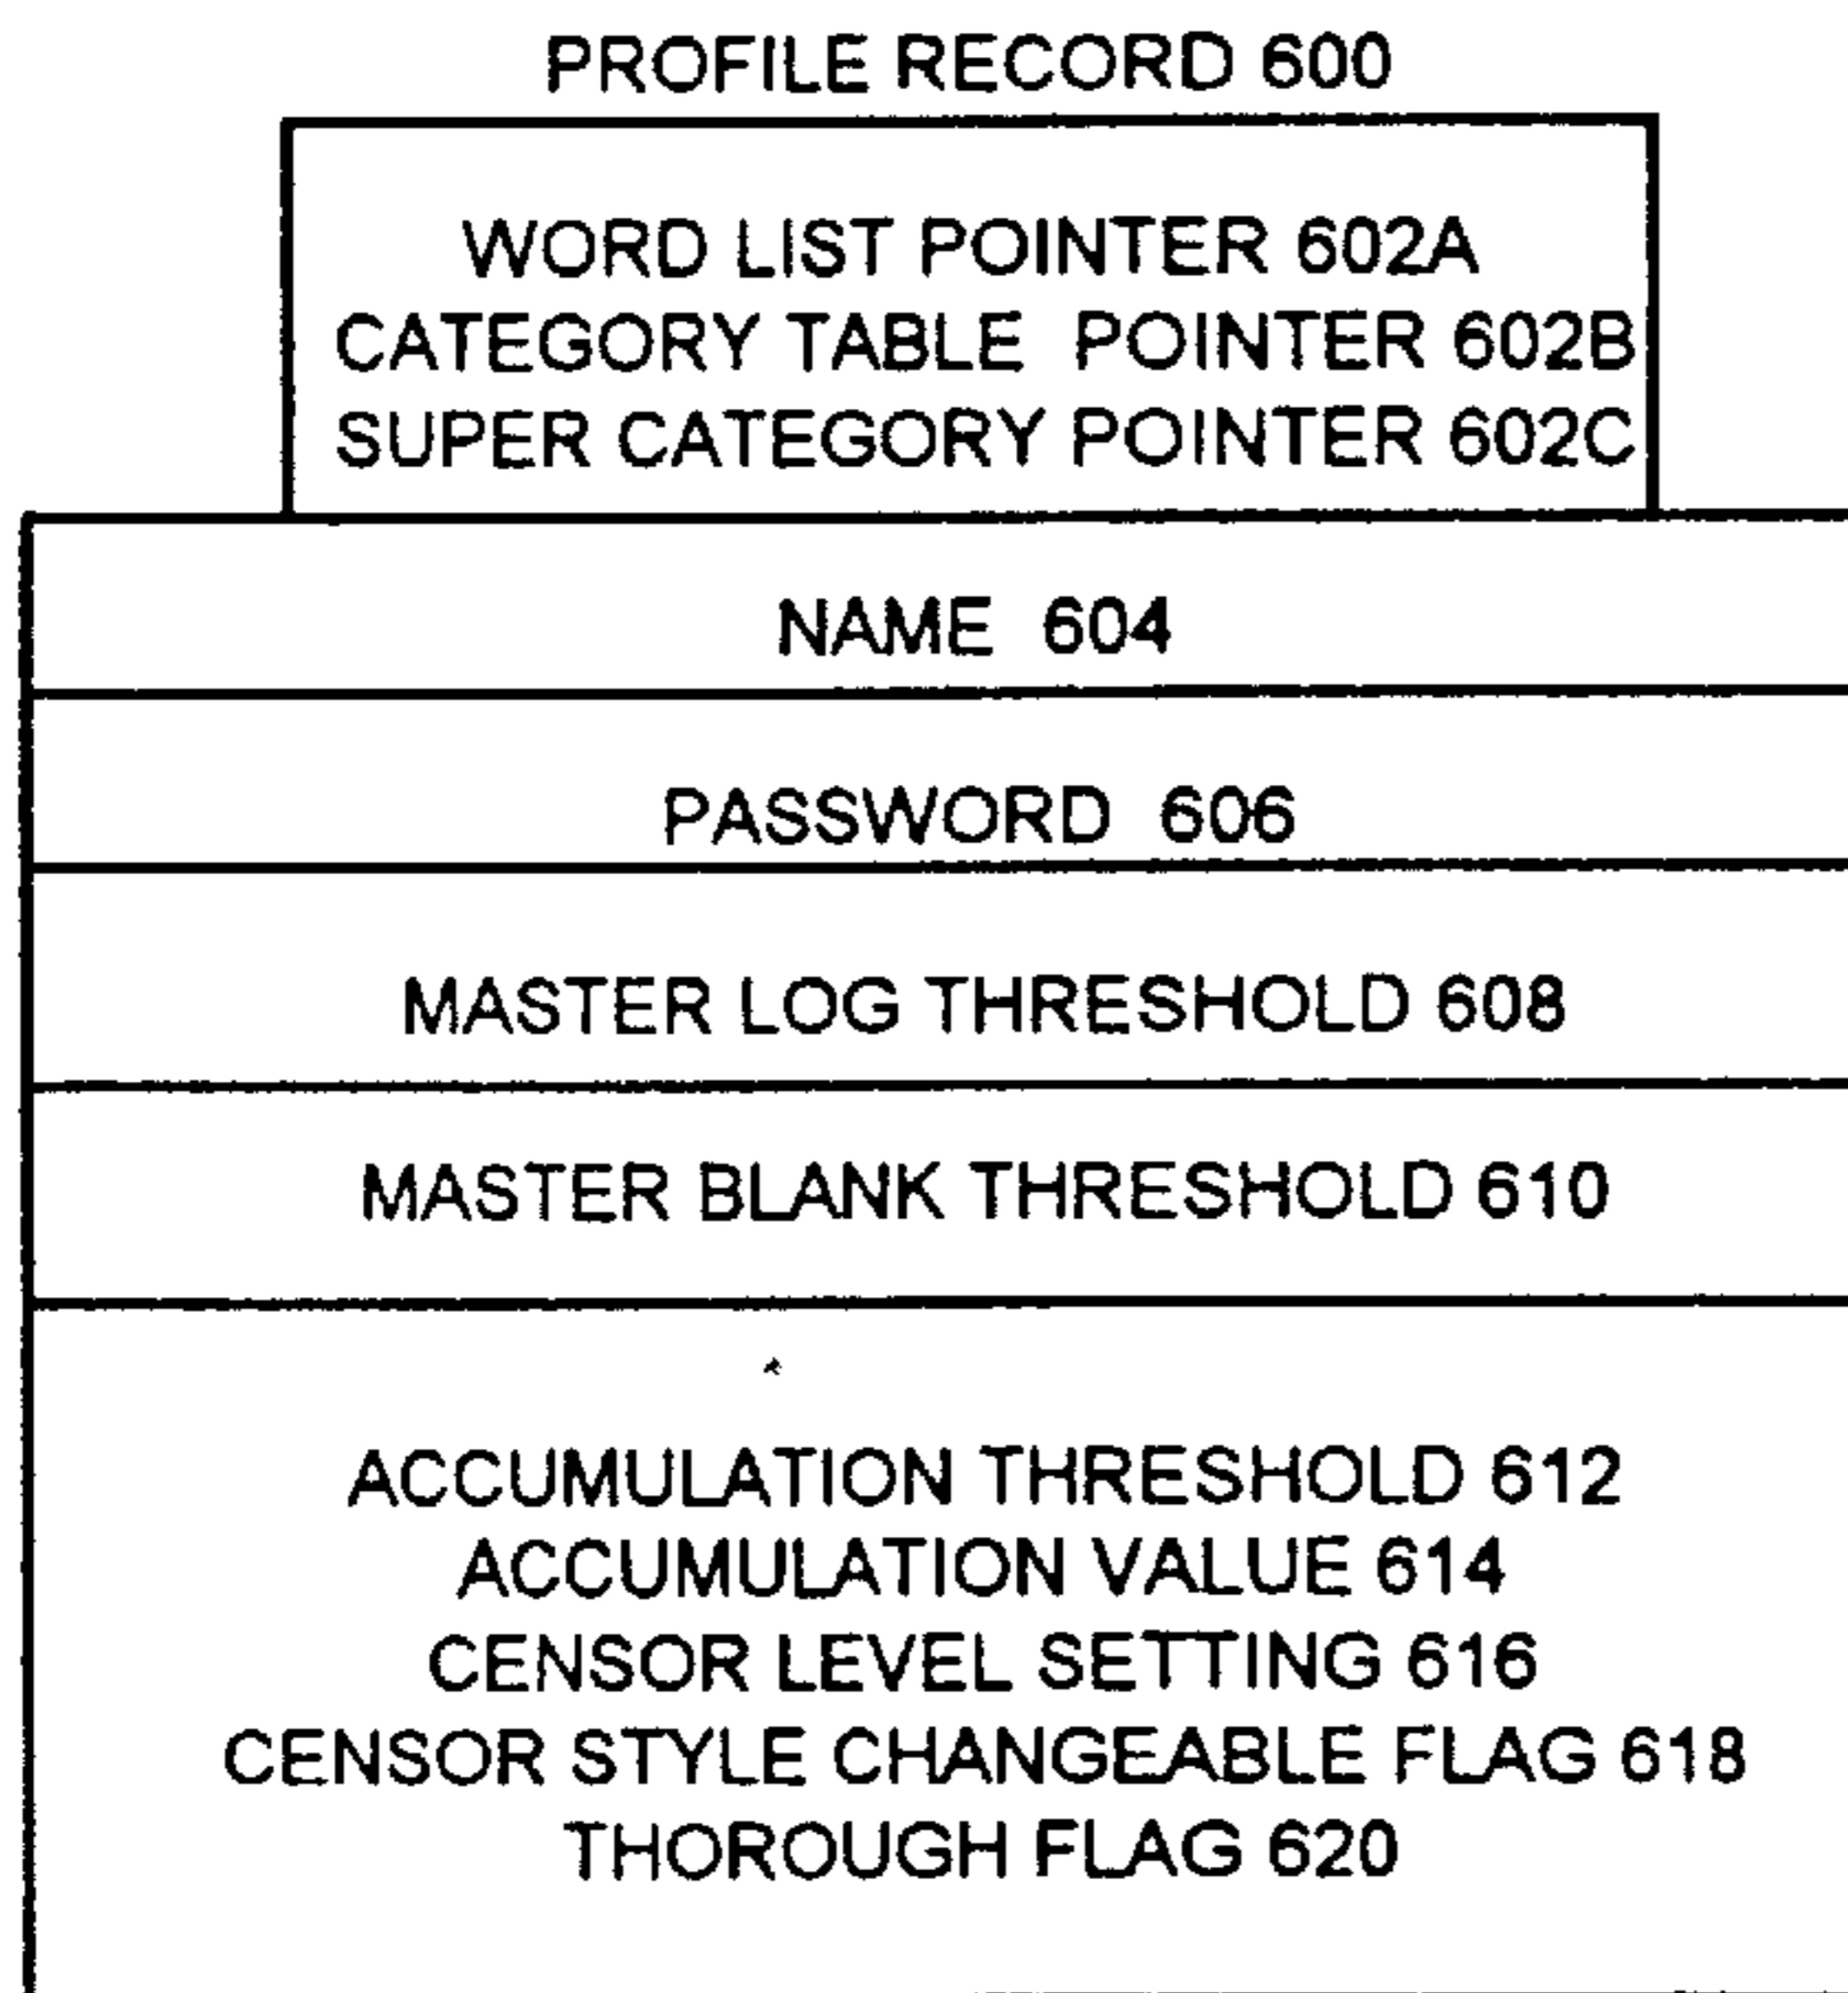 PROFILE RECORD 600
WORD LIST POINTER 602A
CATEGORY TABLE POINTER 602B
SUPER CATEGORY POINTER 602C
NAME 604
PASSWORD 606
MASTER LOG THRESHOLD 608
MASTER BLANK THRESHOLD 610
ACCUMULATION THRESHOLD 612
ACCUMULATION VALUE 614
CENSOR LEVEL SETTING 616
CENSOR STYLE CHANGEABLE FLAG 618
THOROUGH FLAG 620